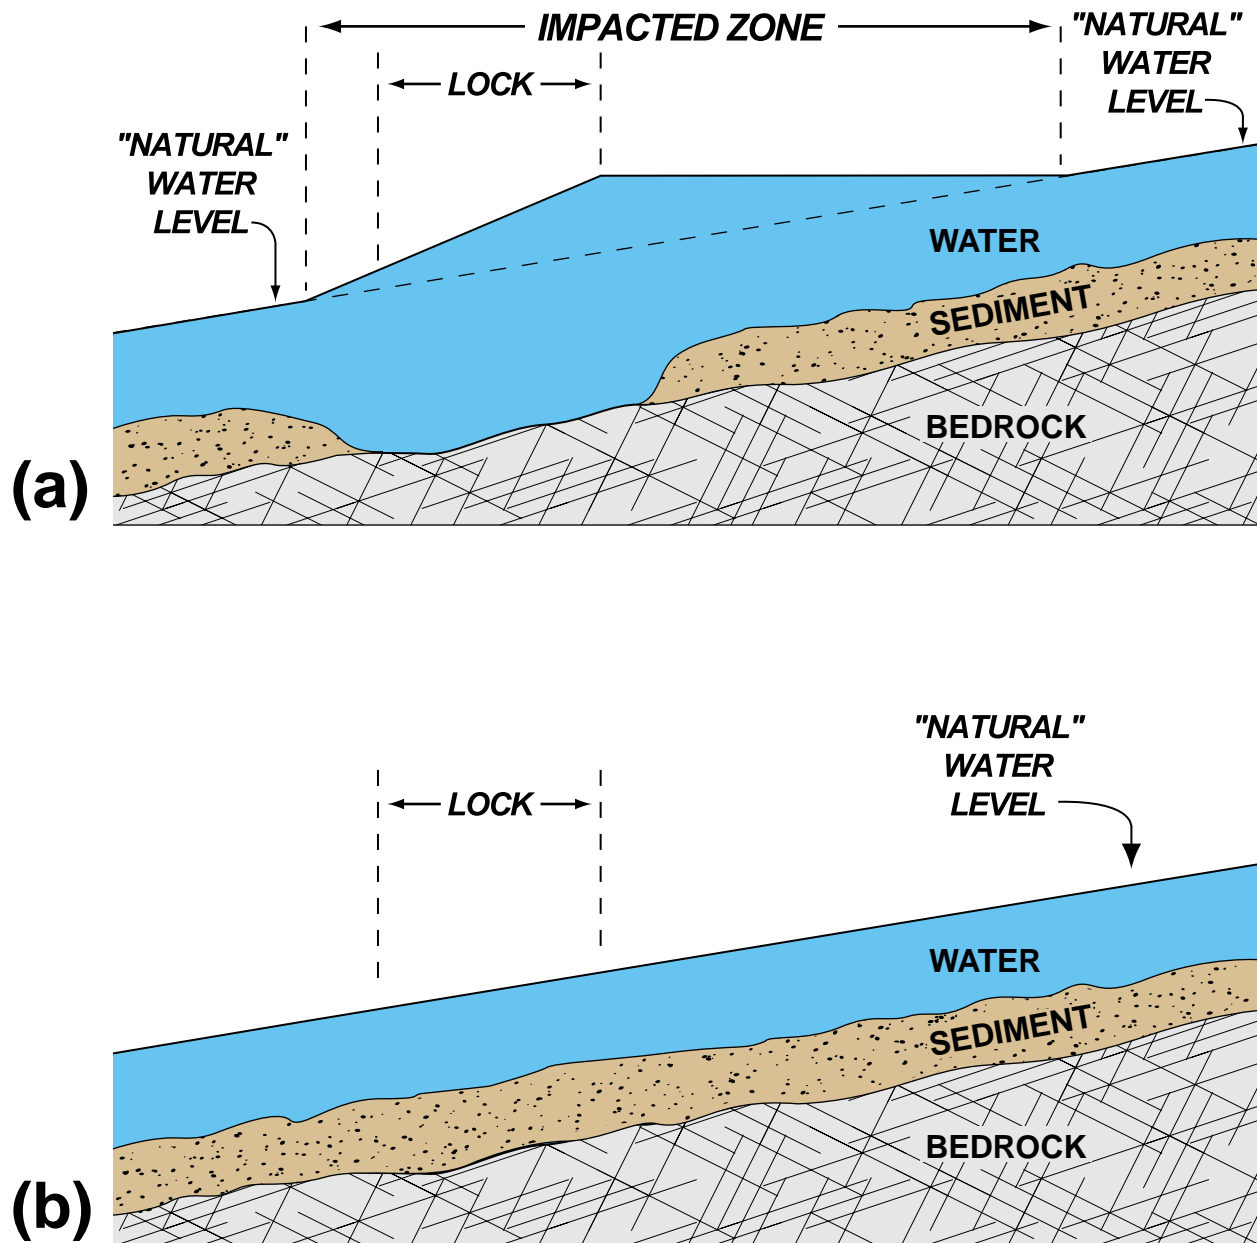 IMPACTED ZONE
"NATURAL"
WATER
LEVEL
LOCK
"NATURAL"
WATER
LEVEL
WATER
SEDIMENT
BEDROCK
(a)
"NATURAL"
WATER
LEVEL
LOCK
WATER
SEDIMENT
BEDROCK
(b)